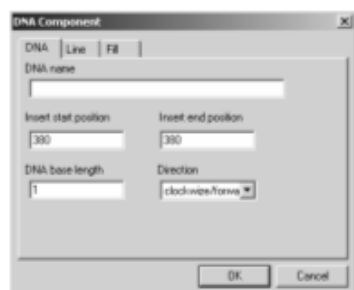 DNA Component
DNA Line Fill
DNA name
Insert start position Insert end position
380 380
DNA base length Direction
1 clockwize/forwa
OK Cancel